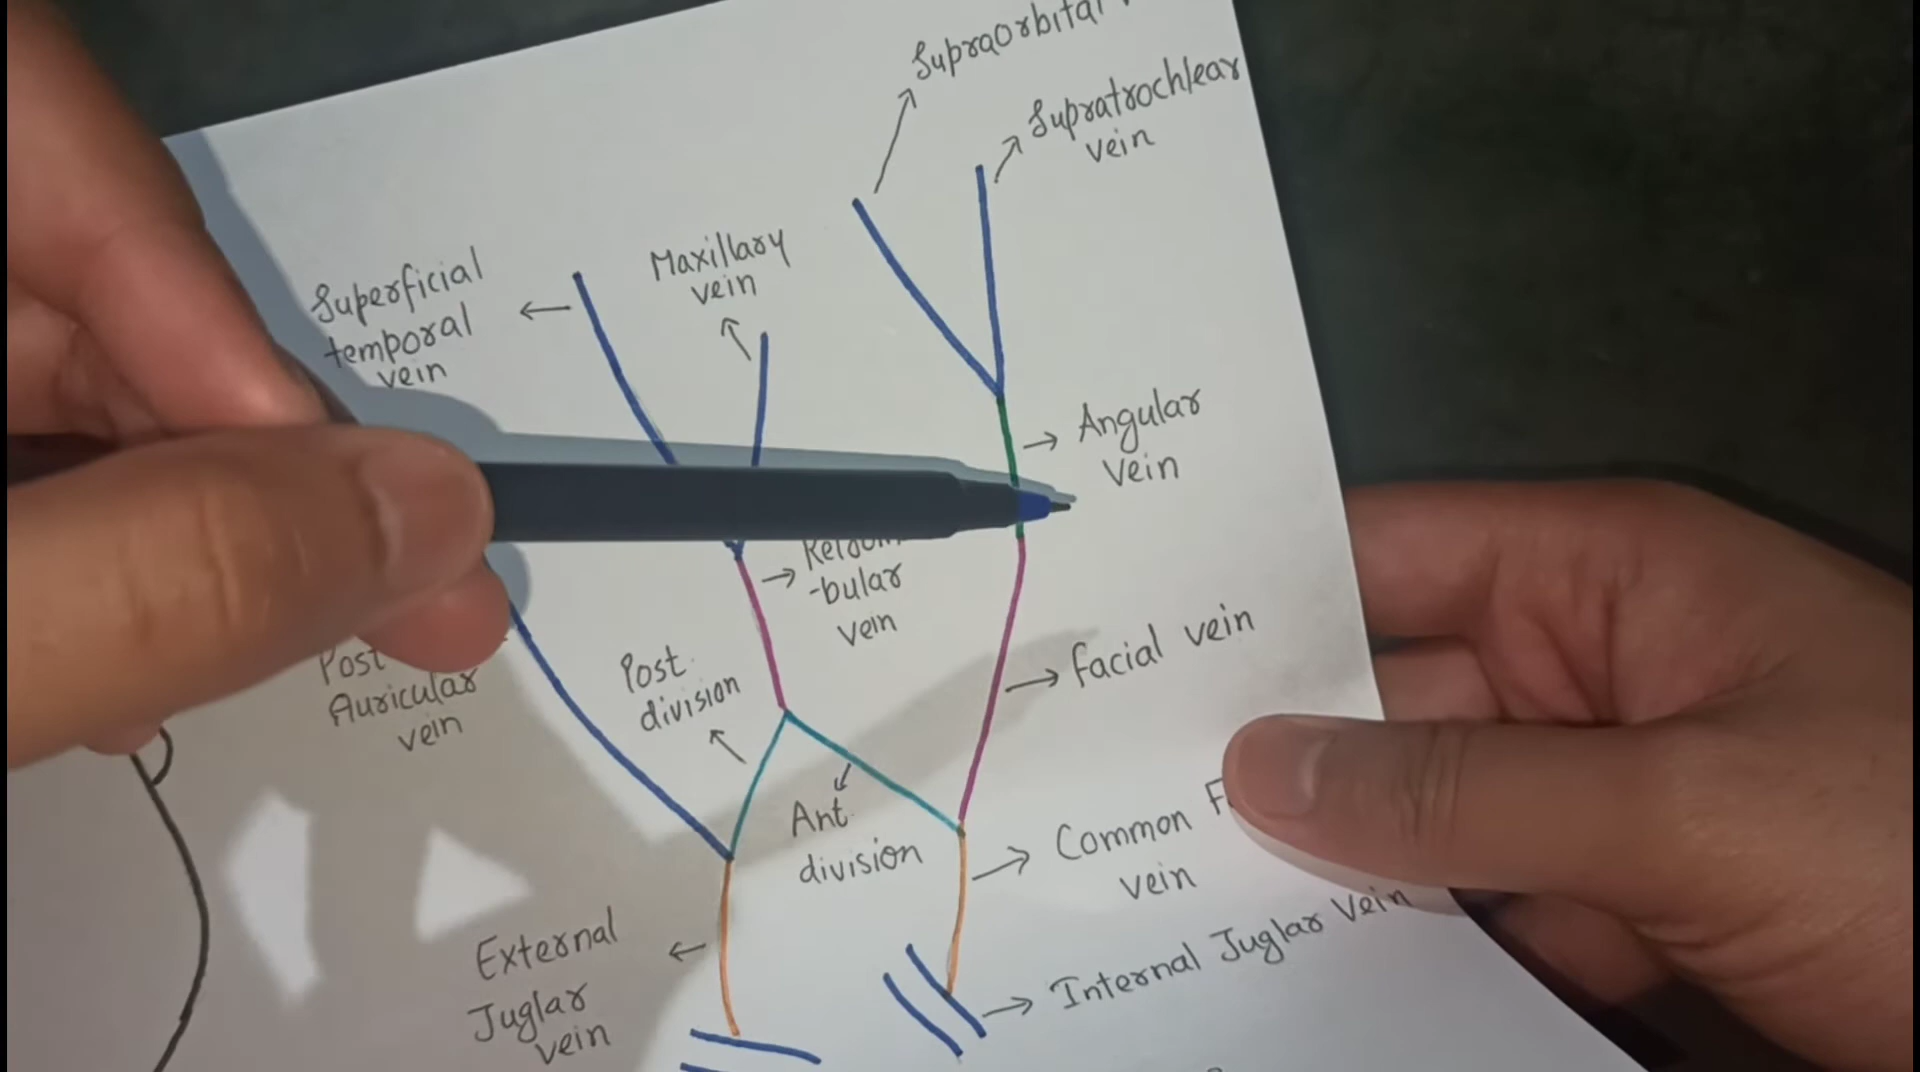 Supraorbital
Supratrochlear
vein
Superficial
temporal
vein
Maxillary
vein
Angular
Vein
-bular
vein
Post
Auricular
vein
Post
division
Facial vein
Ant.
division
Common
vein
External
Juglar
vein
Internal Juglar Vein